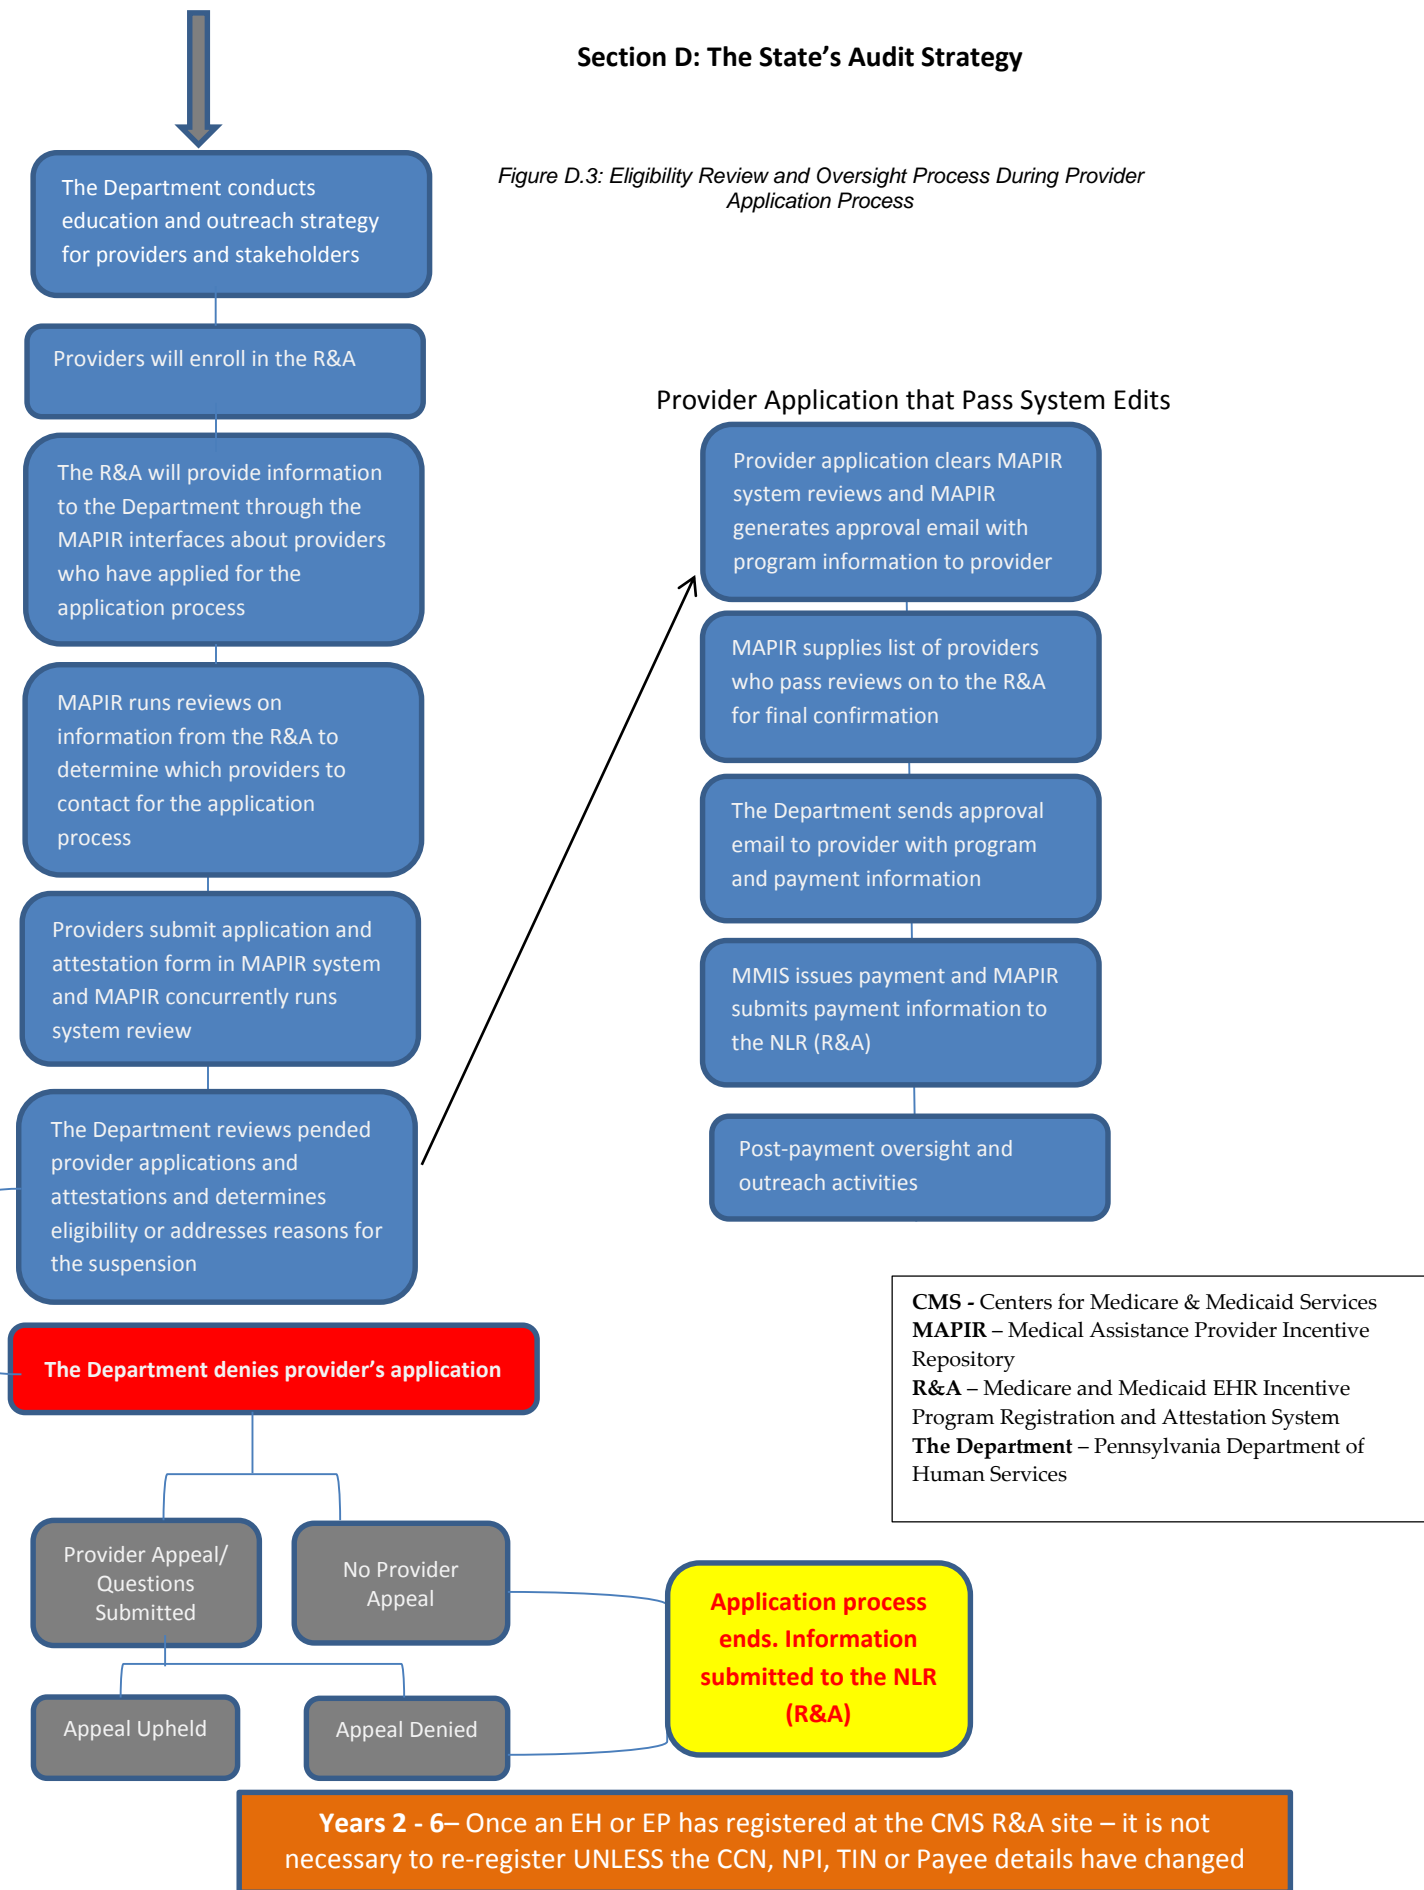 Section D: The State’s Audit Strategy
Figure D.3: Eligibility Review and Oversight Process During Provider
Application Process
The Department conducts
education and outreach strategy
for providers and stakeholders
Providers will enroll in the R&A
The R&A will provide information
to the Department through the
MAPIR interfaces about providers
who have applied for the
application process
MAPIR runs reviews on
information from the R&A to
determine which providers to
contact for the application
process
Providers submit application and
attestation form in MAPIR system
and MAPIR concurrently runs
system review
The Department reviews pended
provider applications and
attestations and determines
eligibility or addresses reasons for
the suspension
Provider Application that Pass System Edits
Provider application clears MAPIR
system reviews and MAPIR
generates approval email with
program information to provider
MAPIR supplies list of providers
who pass reviews on to the R&A
for final confirmation
The Department sends approval
email to provider with program
and payment information
MMIS issues payment and MAPIR
submits payment information to
the NLR (R&A)
Post-payment oversight and
outreach activities
CMS - Centers for Medicare & Medicaid Services
MAPIR – Medical Assistance Provider Incentive
Repository
R&A – Medicare and Medicaid EHR Incentive
Program Registration and Attestation System
The Department – Pennsylvania Department of
Human Services
The Department denies provider’s application
Provider Appeal/
Questions
Submitted
No Provider
Appeal
Appeal Upheld
Appeal Denied
Application process
ends. Information
submitted to the NLR
(R&A)
Years 2 - 6– Once an EH or EP has registered at the CMS R&A site – it is not
necessary to re-register UNLESS the CCN, NPI, TIN or Payee details have changed